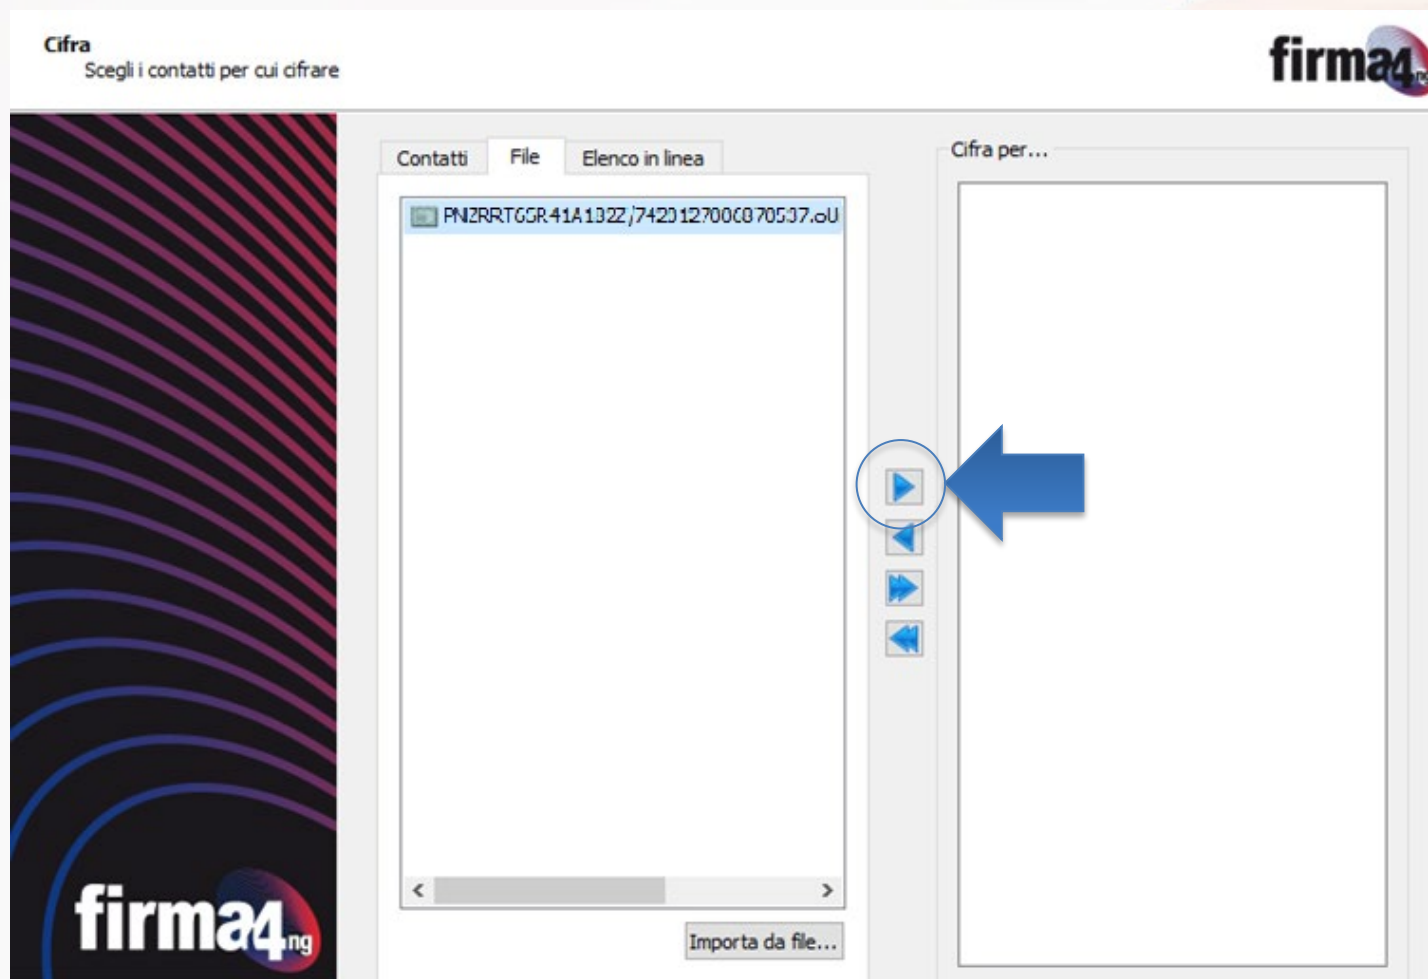 Cifra
Scegli i contatti per cui cifrare
firma4ng
Contatti File Elenco in linea
Cifra per...
Importa da file...
firma4ng